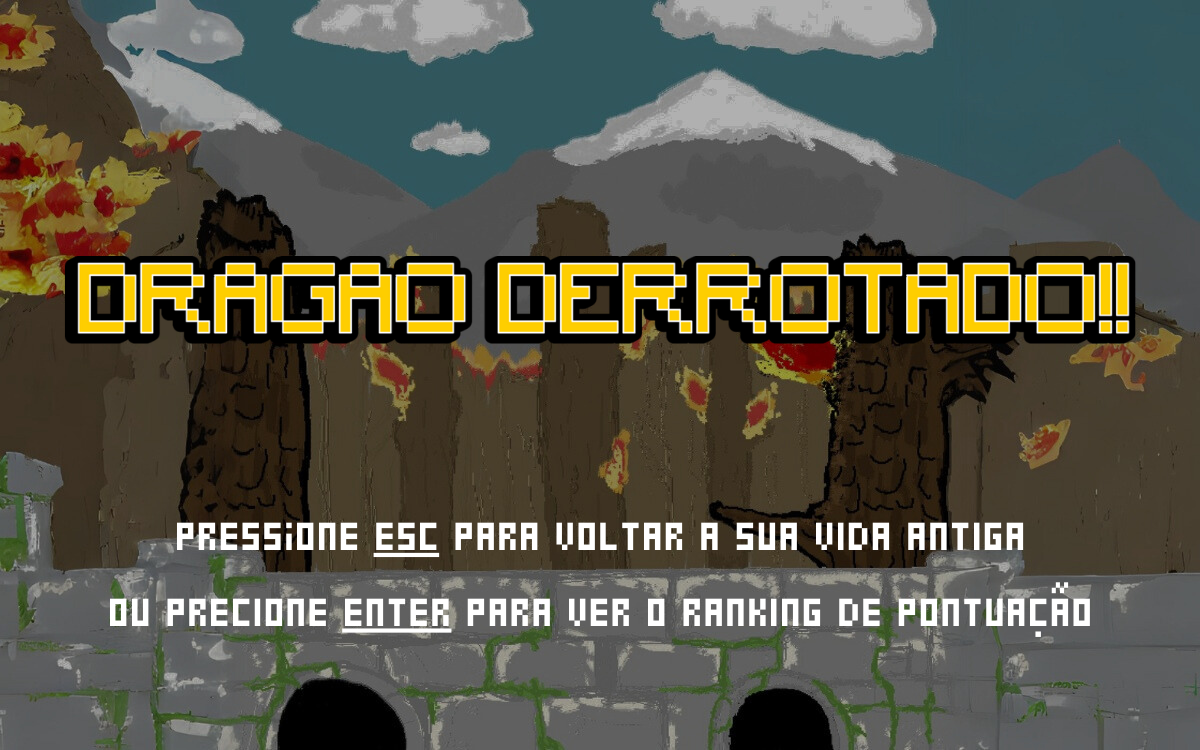 DRAGAO DERROTADO!!
PRESSIONE ESC PARA VOLTAR A SUA VIDA ANTIGA
OU PRECIONE ENTER PARA VER O RANKING DE PONTUAÇÃO